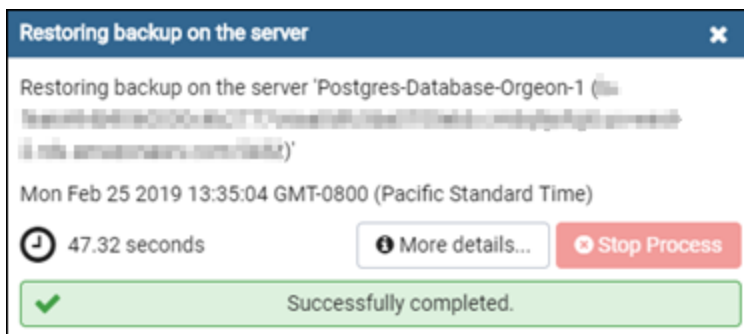 Restoring backup on the server
Restoring backup on the server 'Postgres-Database-Orgeon-1 (
)'
Mon Feb 25 2019 13:35:04 GMT-0800 (Pacific Standard Time)
47.32 seconds
More details...
Stop Process
Successfully completed.